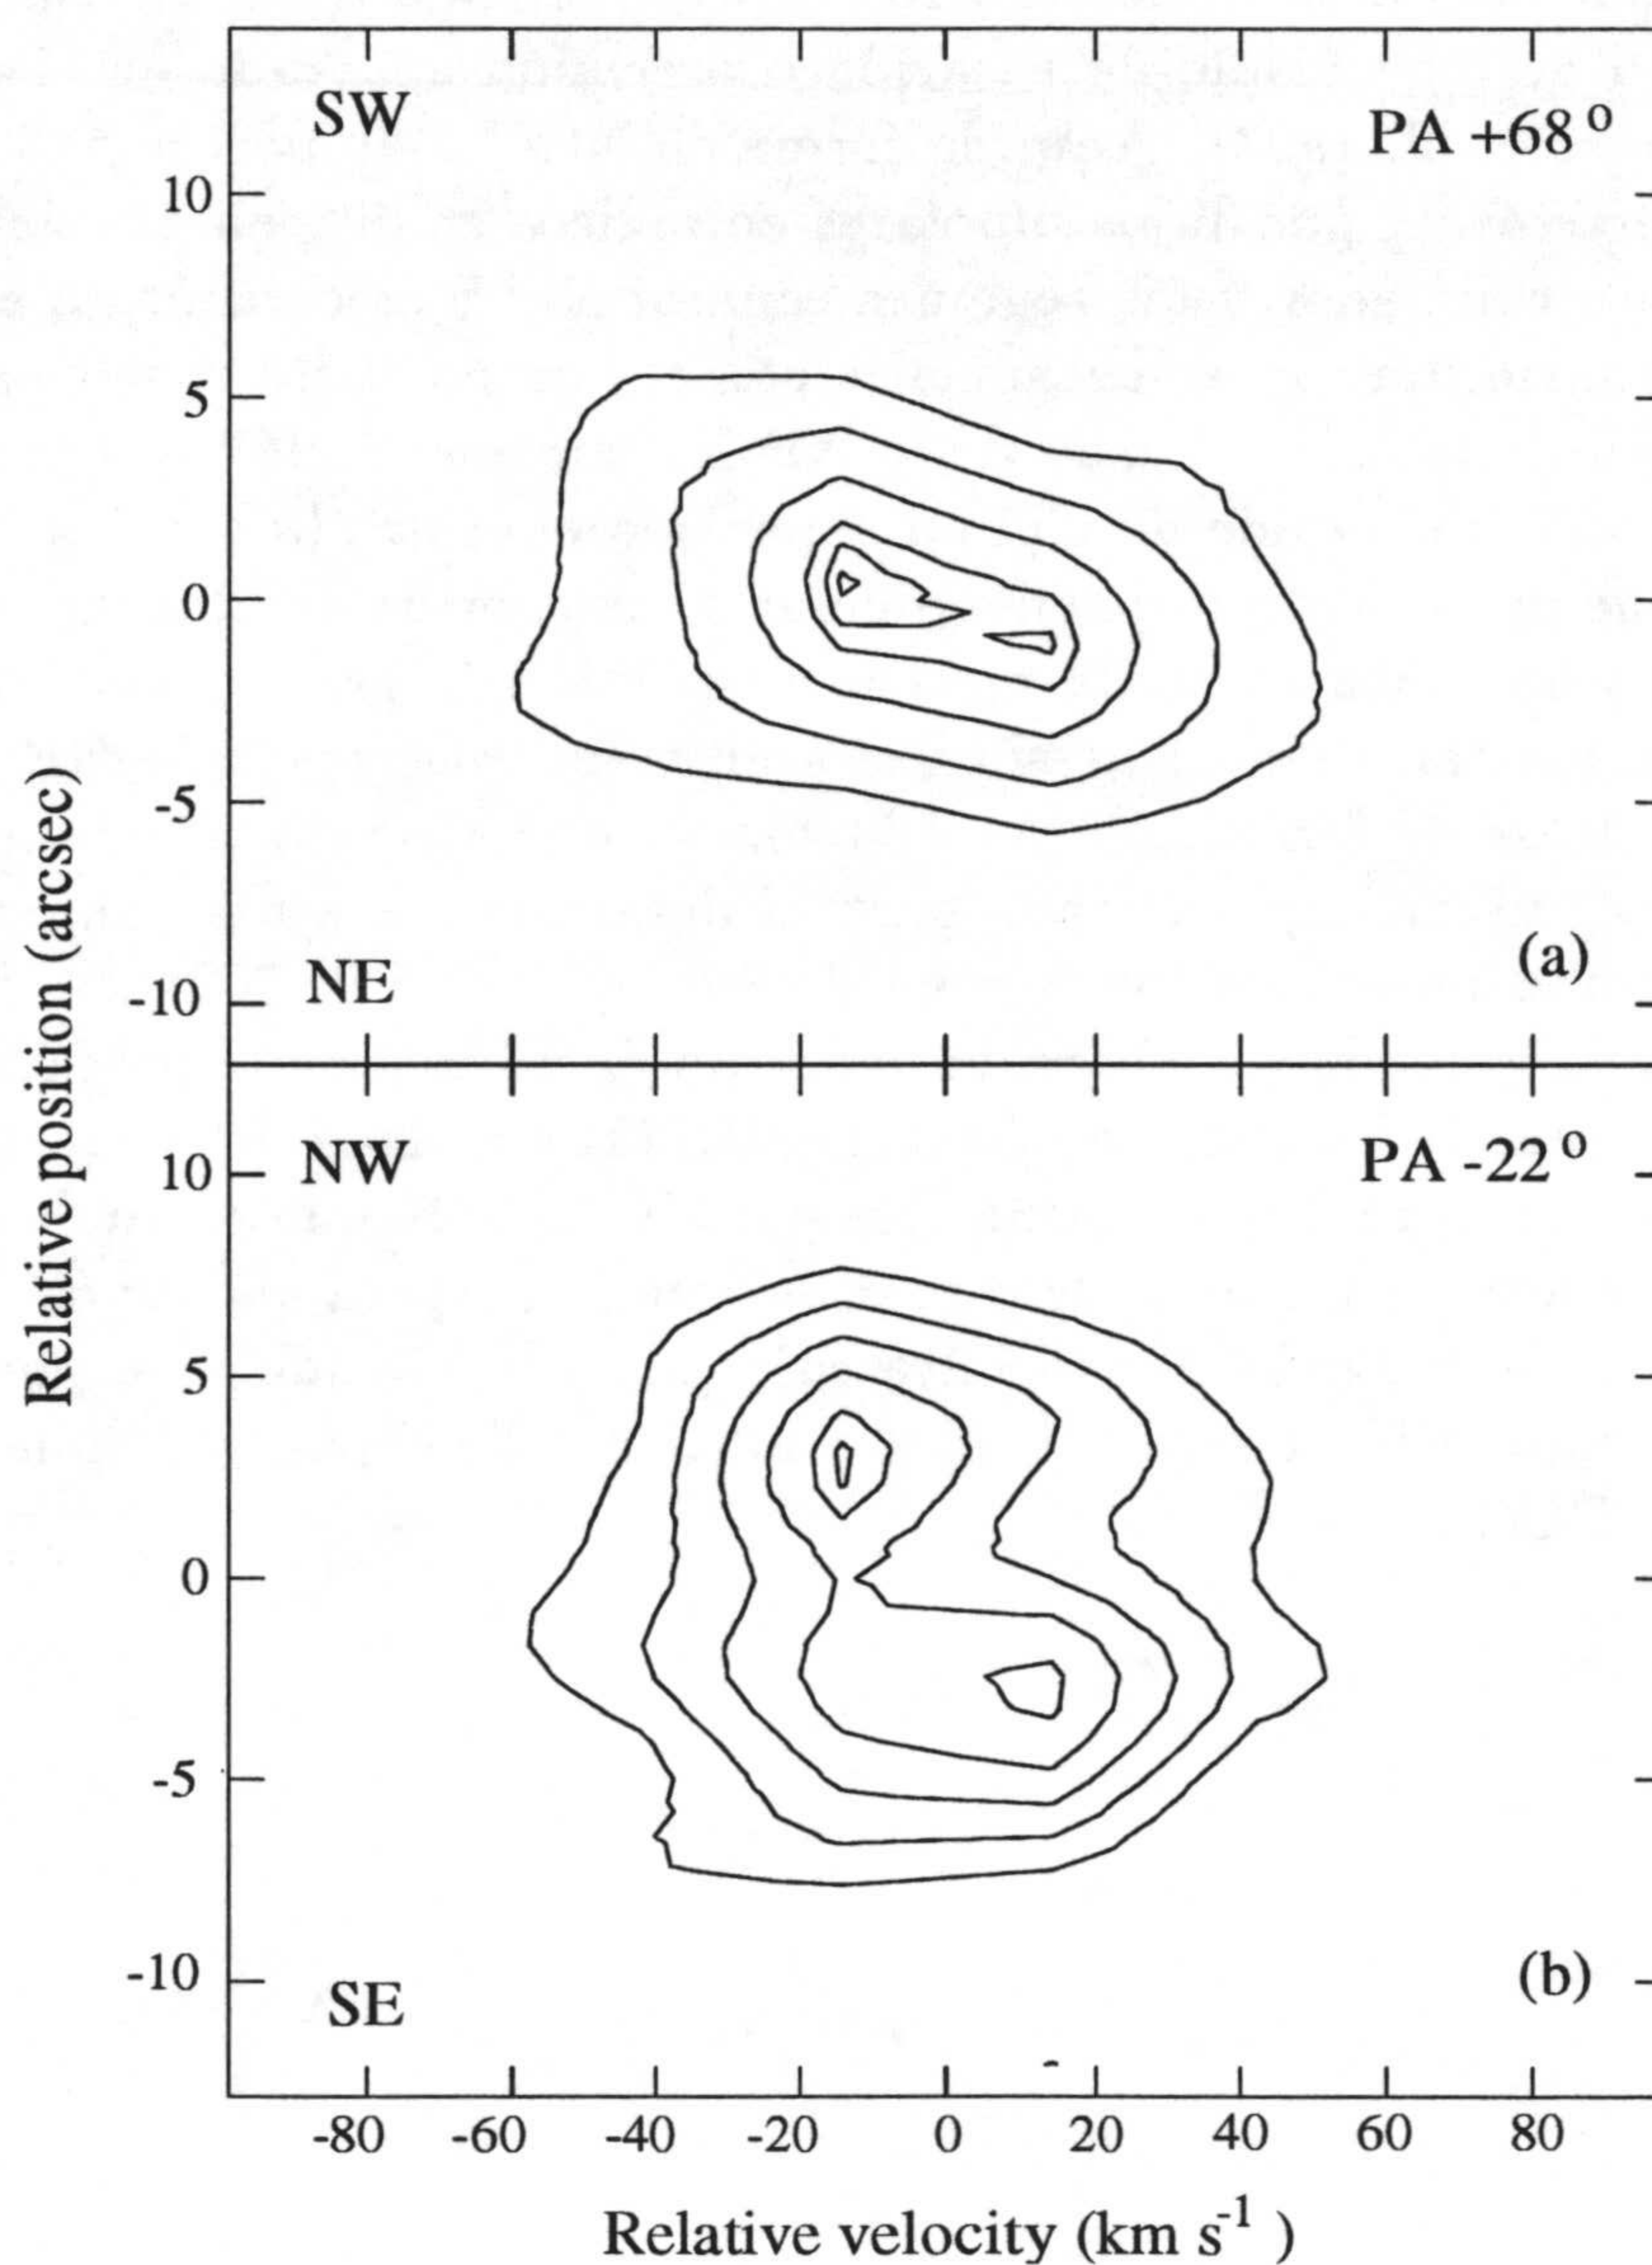 SW
PA +68°
10
5
0
-5
-10
NE
(a)
Relative position (arcsec)
NW
PA -22°
10
5
0
-5
-10
SE
(b)
-80 -60 -40 -20 0 20 40 60 80
Relative velocity (km s⁻¹ )